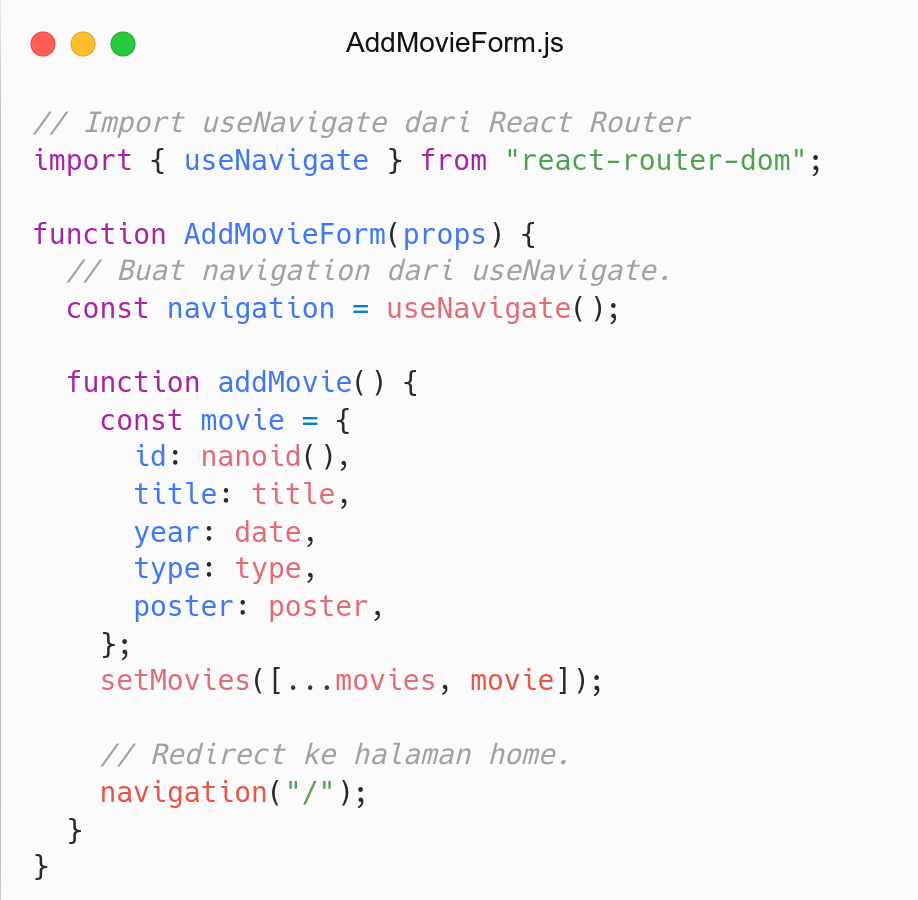 AddMovieForm.js
// Import useNavigate dari React Router
import { useNavigate } from "react-router-dom";
function AddMovieForm(props) {
  // Buat navigation dari useNavigate.
  const navigation = useNavigate();
  function addMovie() {
    const movie = {
      id: nanoid(),
      title: title,
      year: date,
      type: type,
      poster: poster,
    };
    setMovies([...movies, movie]);
    // Redirect ke halaman home.
    navigation("/");
  }
}